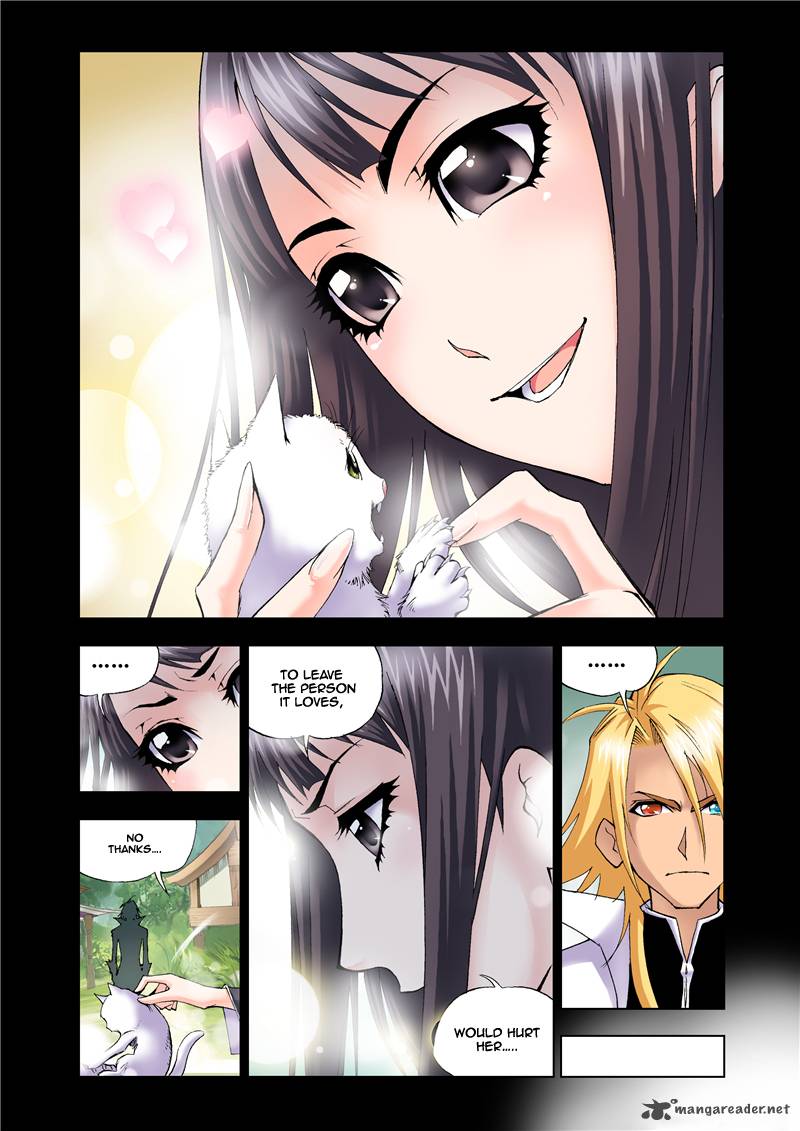 ......
TO LEAVE
THE PERSON
IT LOVES,
......
NO
THANKS....
WOULD HURT
HER.....
mangareader.net